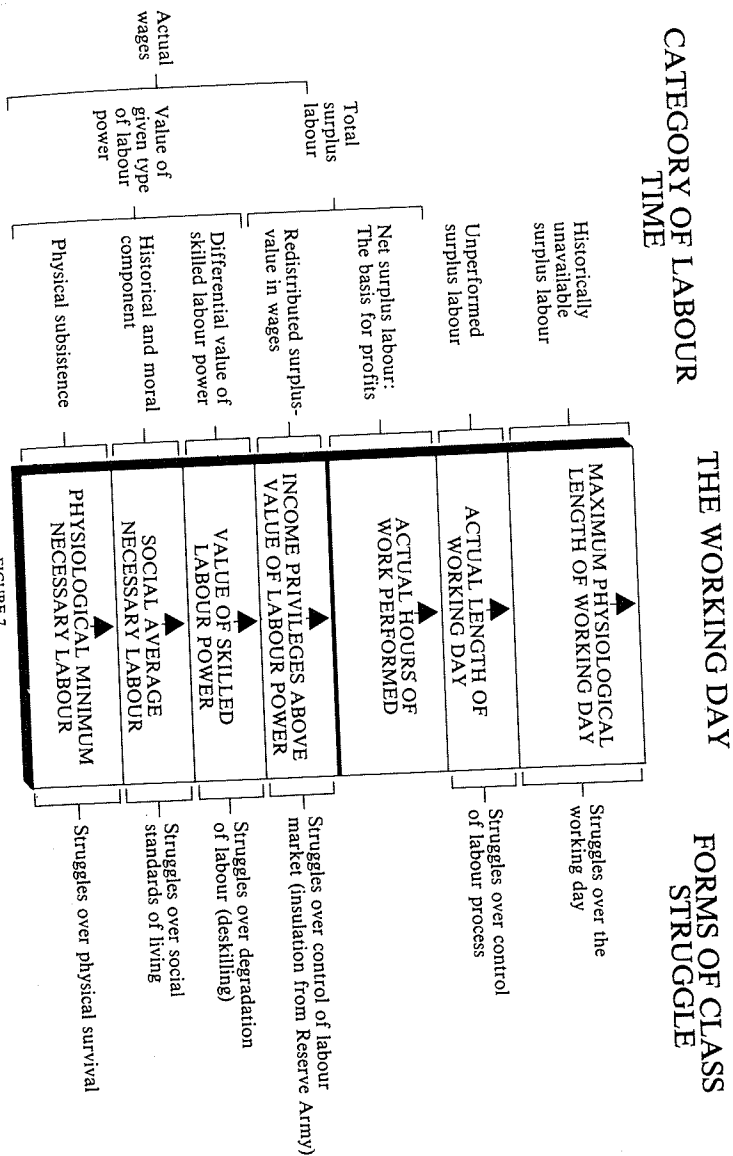 CATEGORY OF LABOUR
TIME
THE WORKING DAY
FORMS OF CLASS
STRUGGLE
Historically
unavailable
surplus labour
MAXIMUM PHYSIOLOGICAL
LENGTH OF WORKING DAY
Struggles over the
working day
Unperformed
surplus labour
ACTUAL LENGTH OF
WORKING DAY
Struggles over control
of labour process
Total
surplus
labour
Net surplus labour:
The basis for profits
ACTUAL HOURS OF
WORK PERFORMED
Redistributed surplus-
value in wages
INCOME PRIVILEGES ABOVE
VALUE OF LABOUR POWER
Struggles over control of labour
market (insulation from Reserve Army)
Actual
wages
Value of
given type
of labour
power
Differential value of
skilled labour power
VALUE OF SKILLED
LABOUR POWER
Struggles over degradation
of labour (deskilling)
Historical and moral
component
SOCIAL AVERAGE
NECESSARY LABOUR
Struggles over social
standards of living
Physical subsistence
PHYSIOLOGICAL MINIMUM
NECESSARY LABOUR
Struggles over physical survival
FIGURE 7